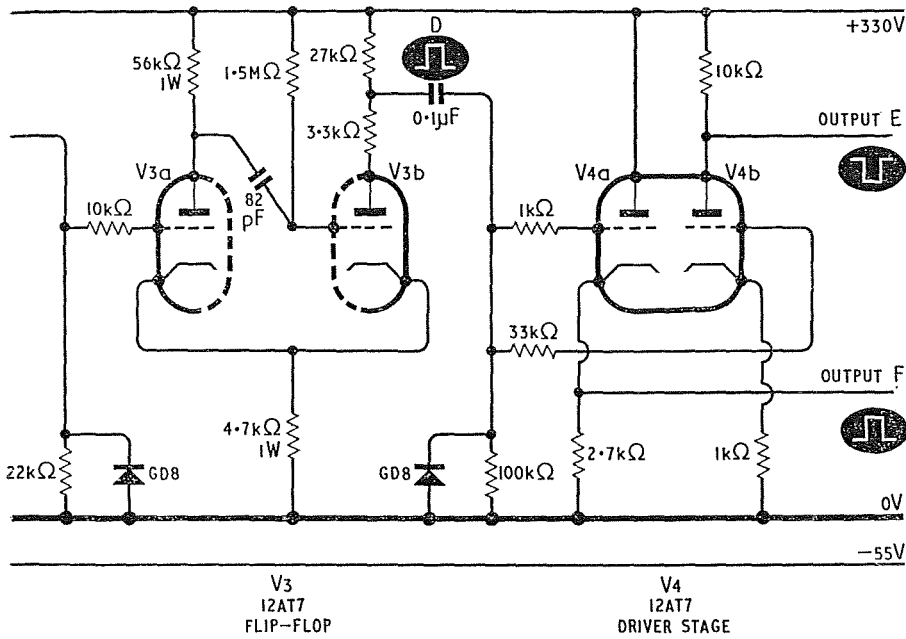 D
+330V
56kΩ
1W
1·5MΩ
27kΩ
10kΩ
0·1µF
3·3kΩ
OUTPUT E
V3a
V3b
V4a
V4b
82
pF
10kΩ
1kΩ
33kΩ
OUTPUT F
4·7kΩ
1W
22kΩ
GD8
GD8
100kΩ
2·7kΩ
1kΩ
0V
−55V
V3
12AT7
FLIP-FLOP
V4
12AT7
DRIVER STAGE